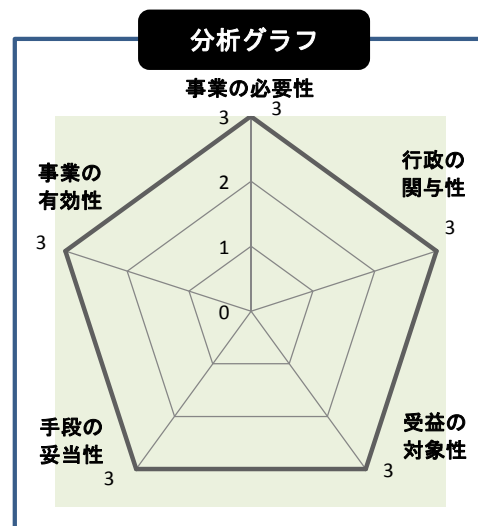 分析グラフ
事業の必要性
3
3
2
1
0
行政の
関与性
3
受益の
対象性
3
手段の
妥当性
3
事業の
有効性
3